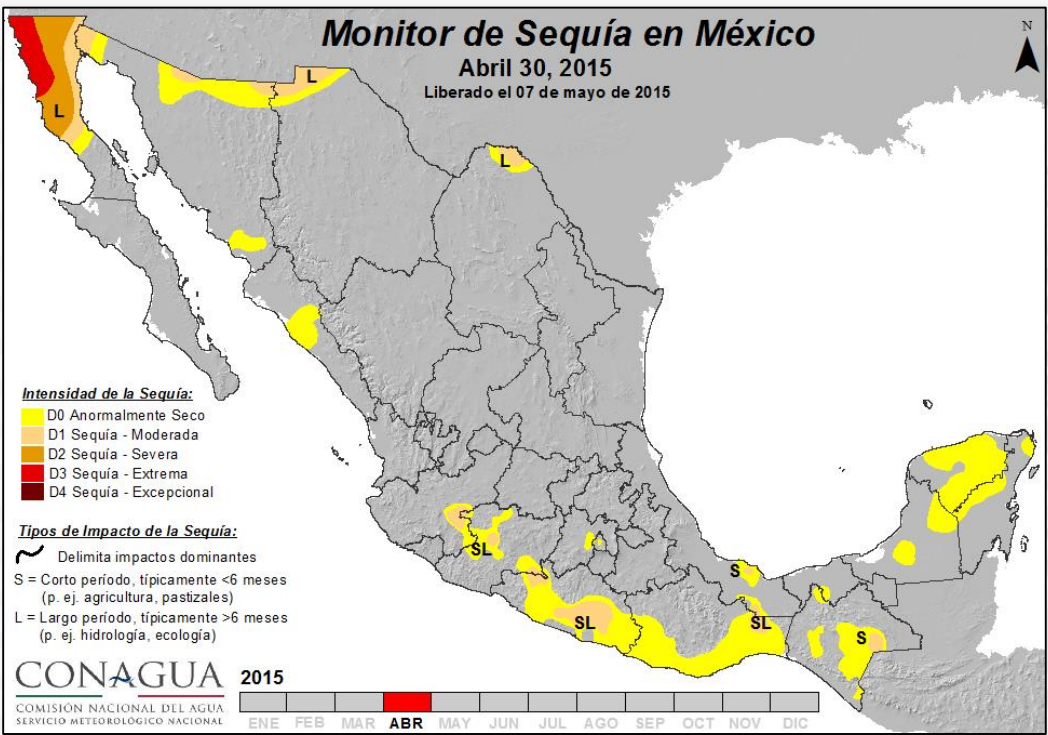 Monitor de Sequía en México
Abril 30, 2015
Liberado el 07 de mayo de 2015
N
L
L
L
Intensidad de la Sequía:
D0 Anormalmente Seco
D1 Sequía - Moderada
D2 Sequía - Severa
D3 Sequía - Extrema
D4 Sequía - Excepcional
Tipos de Impacto de la Sequía:
Delimita impactos dominantes
S = Corto período, típicamente <6 meses
(p. ej. agricultura, pastizales)
L = Largo período, típicamente >6 meses
(p. ej. hidrología, ecología)
SL
S
SL
SL
S
CONAGUA
COMISIÓN NACIONAL DEL AGUA
SERVICIO METEOROLÓGICO NACIONAL
2015
ENE FEB MAR ABR MAY JUN JUL AGO SEP OCT NOV DIC